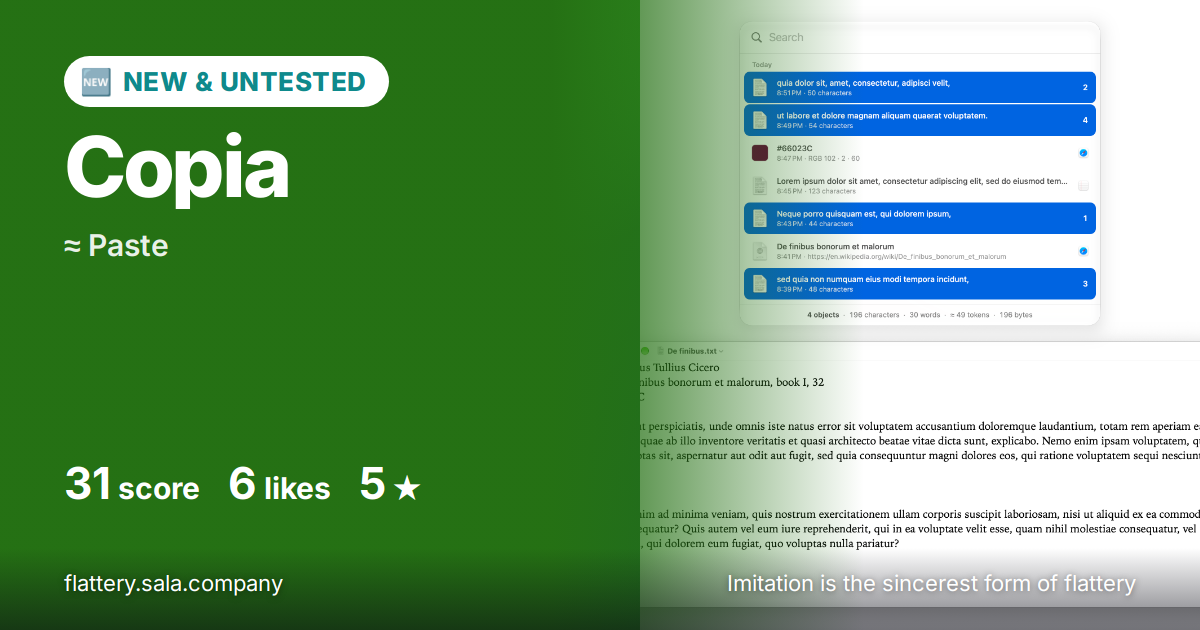 NEW NEW & UNTESTED
Copia
≈ Paste
31 score 6 likes 5 ★
flattery.sala.company
Search
Today
quia dolor sit, amet, consectetur, adipisci velit,
8:51 PM · 50 characters
2
ut labore et dolore magnam aliquam quaerat voluptatem.
8:49 PM · 54 characters
4
#66023C
8:47 PM · RGB 102 · 2 · 60
Lorem ipsum dolor sit amet, consectetur adipiscing elit, sed do eiusmod tem...
8:45 PM · 123 characters
Neque porro quisquam est, qui dolorem ipsum,
8:43 PM · 44 characters
1
De finibus bonorum et malorum
8:41 PM · https://en.wikipedia.org/wiki/De_finibus_bonorum_et_malorum
sed quia non numquam eius modi tempora incidunt,
8:39 PM · 48 characters
3
4 objects · 196 characters · 30 words · ≈ 49 tokens · 196 bytes
De finibus.txt
us Tullius Cicero
nibus bonorum et malorum, book I, 32
C
ut perspiciatis, unde omnis iste natus error sit voluptatem accusantium doloremque laudantium, totam rem aperiam e
quae ab illo inventore veritatis et quasi architecto beatae vitae dicta sunt, explicabo. Nemo enim ipsam voluptatem, q
ptas sit, aspernatur aut odit aut fugit, sed quia consequuntur magni dolores eos, qui ratione voluptatem sequi nesciunt
nim ad minima veniam, quis nostrum exercitationem ullam corporis suscipit laboriosam, nisi ut aliquid ex ea commod
equatur? Quis autem vel eum iure reprehenderit, qui in ea voluptate velit esse, quam nihil molestiae consequatur, vel
, qui dolorem eum fugiat, quo voluptas nulla pariatur?
Imitation is the sincerest form of flattery